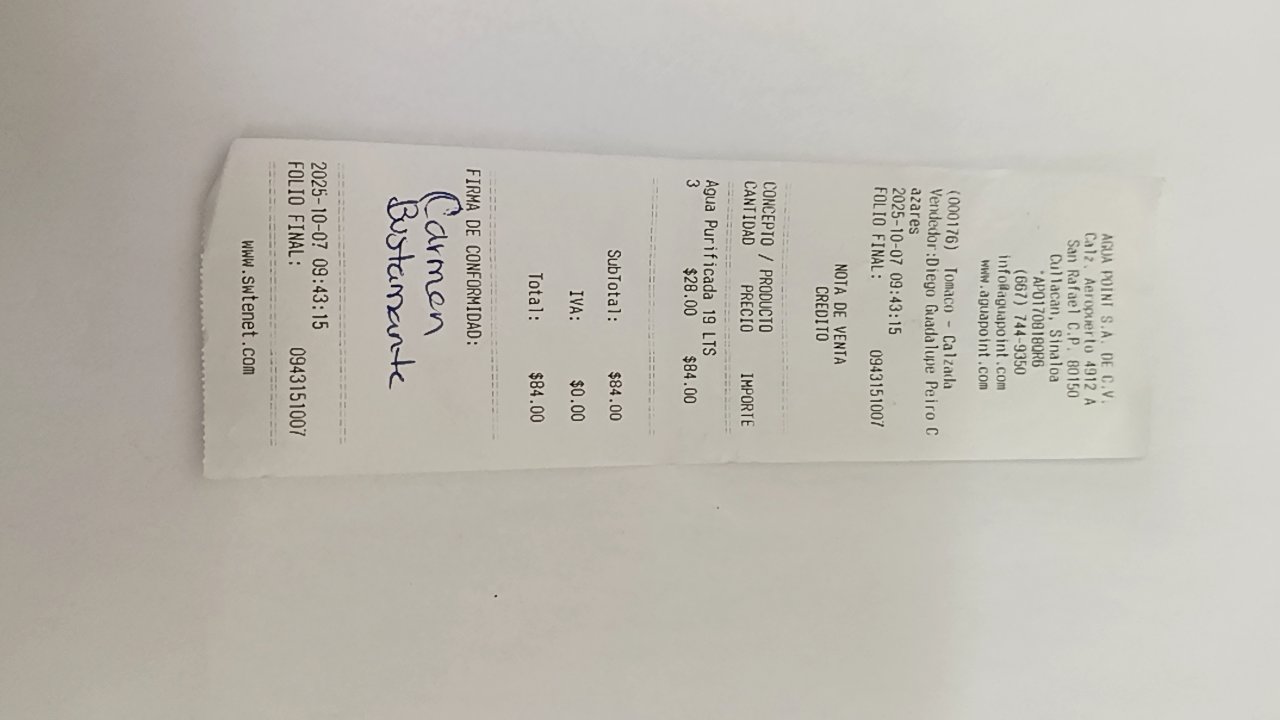 AGUA POINT S.A. DE C.V.
Calz. Aeropuerto 4912 A
San Rafael C.P. 80150
Culiacan, Sinaloa
*APO170818QR6
(667) 744-9350
info@aguapoint.com
www.aguapoint.com
(000176) Tomaco - Calzada
Vendedor:Diego Guadalupe Peiro C
azares
2025-10-07 09:43:15
FOLIO FINAL: 0943151007
NOTA DE VENTA
CREDITO
CONCEPTO / PRODUCTO
CANTIDAD PRECIO IMPORTE
Agua Purificada 19 LTS
3 $28.00 $84.00
SubTotal: $84.00
IVA: $0.00
Total: $84.00
FIRMA DE CONFORMIDAD:
Carmen
Bustamante
2025-10-07 09:43:15
FOLIO FINAL: 0943151007
www.swtenet.com